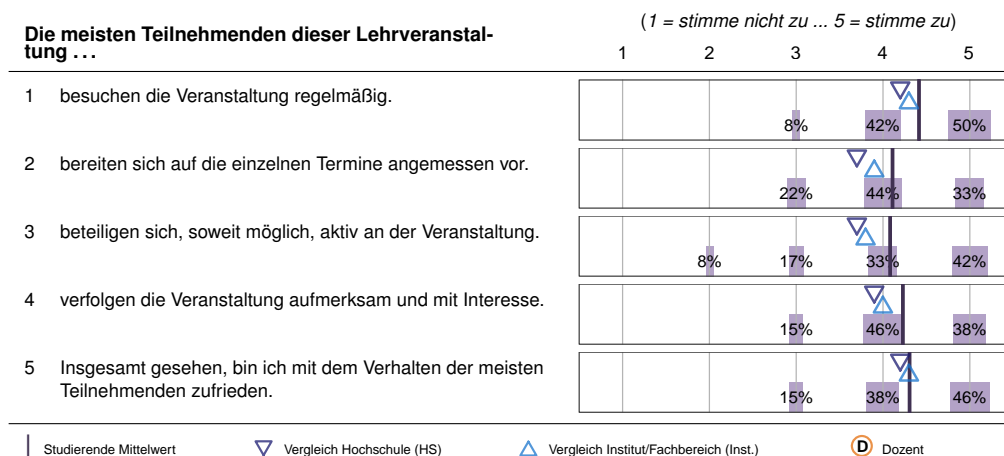 (1 = stimme nicht zu ... 5 = stimme zu)
Die meisten Teilnehmenden dieser Lehrveranstal-
tung ...
1 2 3 4 5
1 besuchen die Veranstaltung regelmäßig.
8% 42% 50%
2 bereiten sich auf die einzelnen Termine angemessen vor.
22% 44% 33%
3 beteiligen sich, soweit möglich, aktiv an der Veranstaltung.
8% 17% 33% 42%
4 verfolgen die Veranstaltung aufmerksam und mit Interesse.
15% 46% 38%
5 Insgesamt gesehen, bin ich mit dem Verhalten der meisten
Teilnehmenden zufrieden.
15% 38% 46%
Studierende Mittelwert Vergleich Hochschule (HS) Vergleich Institut/Fachbereich (Inst.) D Dozent